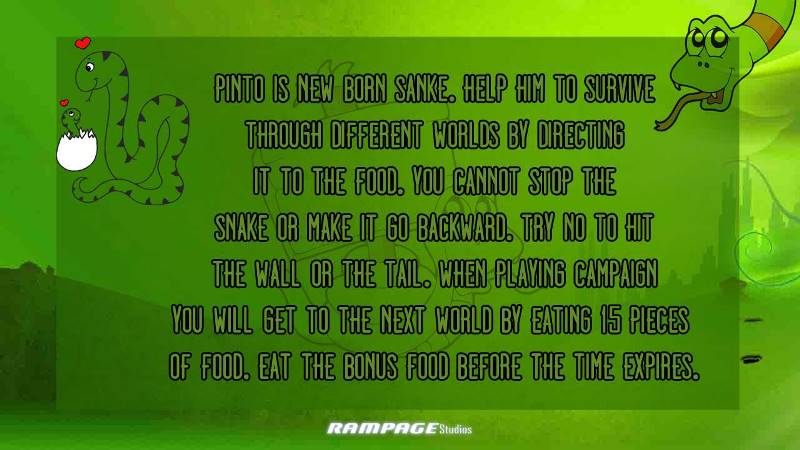 PINTO IS NEW BORN SANKE. HELP HIM TO SURVIVE
THROUGH DIFFERENT WORLDS BY DIRECTING
IT TO THE FOOD. YOU CANNOT STOP THE
SNAKE OR MAKE IT GO BACKWARD. TRY NO TO HIT
THE WALL OR THE TAIL. WHEN PLAYING CAMPAIGN
YOU WILL GET TO THE NEXT WORLD BY EATING 15 PIECES
OF FOOD. EAT THE BONUS FOOD BEFORE THE TIME EXPIRES.
RAMPAGE Studios